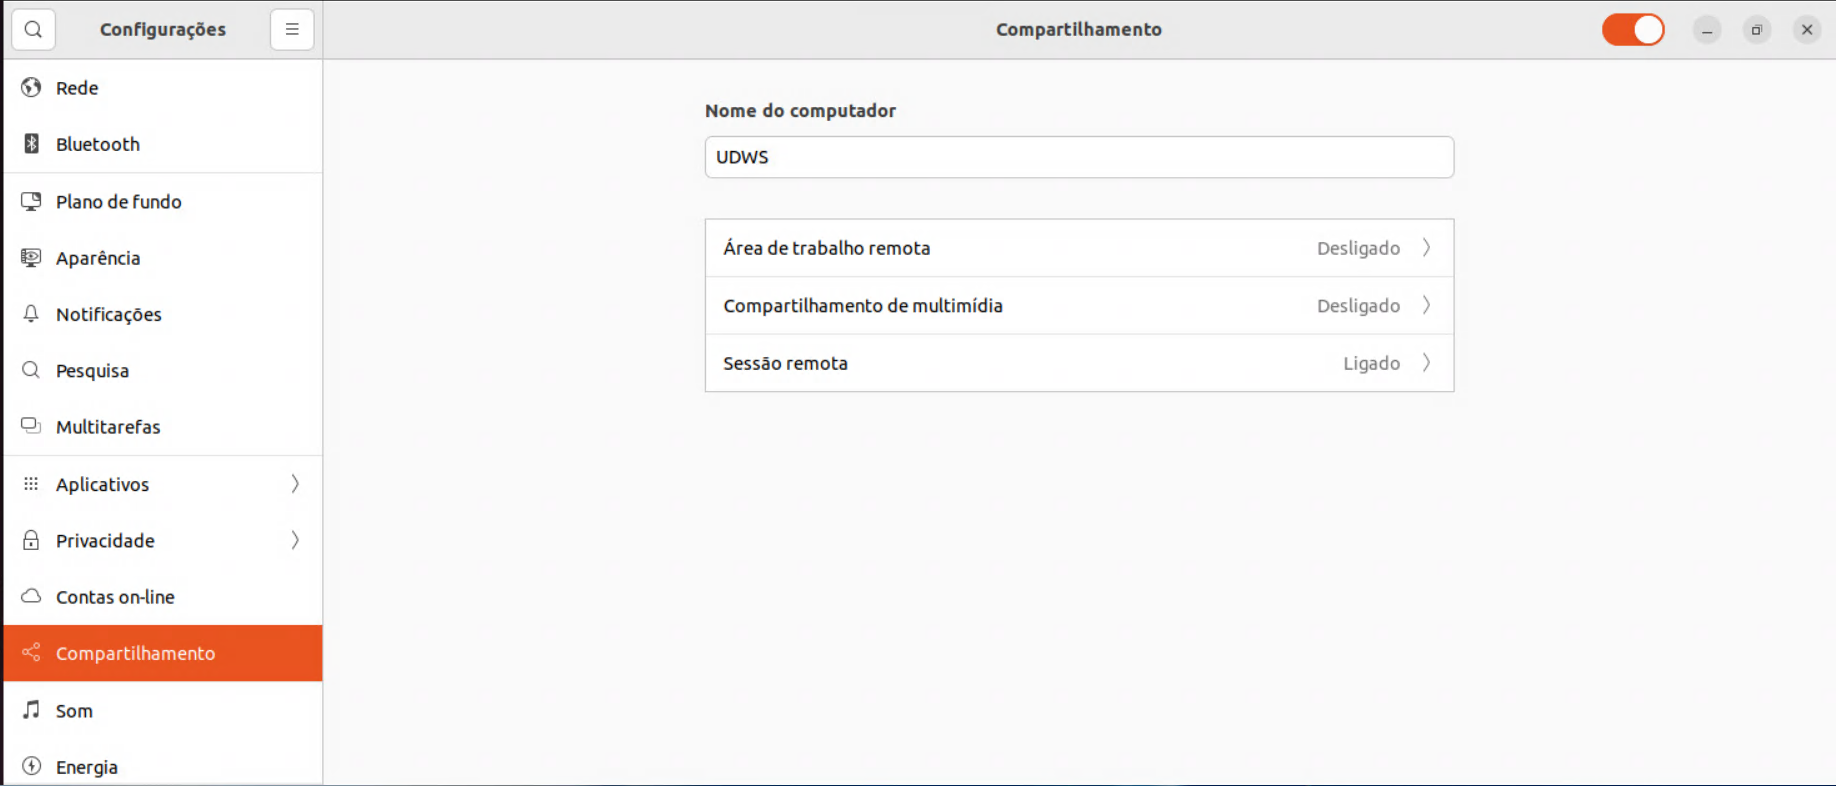 Configurações
Compartilhamento
Rede
Bluetooth
Plano de fundo
Aparência
Notificações
Pesquisa
Multitarefas
Aplicativos
Privacidade
Contas on-line
Compartilhamento
Som
Energia
Nome do computador
UDWS
Área de trabalho remota Desligado
Compartilhamento de multimídia Desligado
Sessão remota Ligado